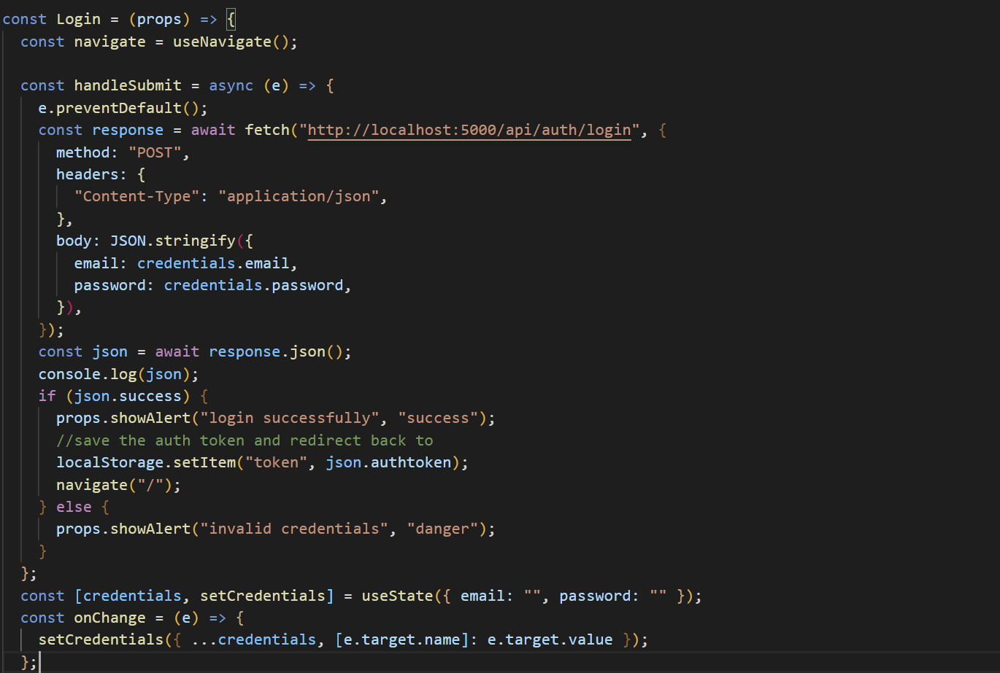 const Login = (props) => {
  const navigate = useNavigate();

  const handleSubmit = async (e) => {
    e.preventDefault();
    const response = await fetch("http://localhost:5000/api/auth/login", {
      method: "POST",
      headers: {
        "Content-Type": "application/json",
      },
      body: JSON.stringify({
        email: credentials.email,
        password: credentials.password,
      }),
    });
    const json = await response.json();
    console.log(json);
    if (json.success) {
      props.showAlert("login successfully", "success");
      //save the auth token and redirect back to
      localStorage.setItem("token", json.authtoken);
      navigate("/");
    } else {
      props.showAlert("invalid credentials", "danger");
    }
  };
  const [credentials, setCredentials] = useState({ email: "", password: "" });
  const onChange = (e) => {
    setCredentials({ ...credentials, [e.target.name]: e.target.value });
  };